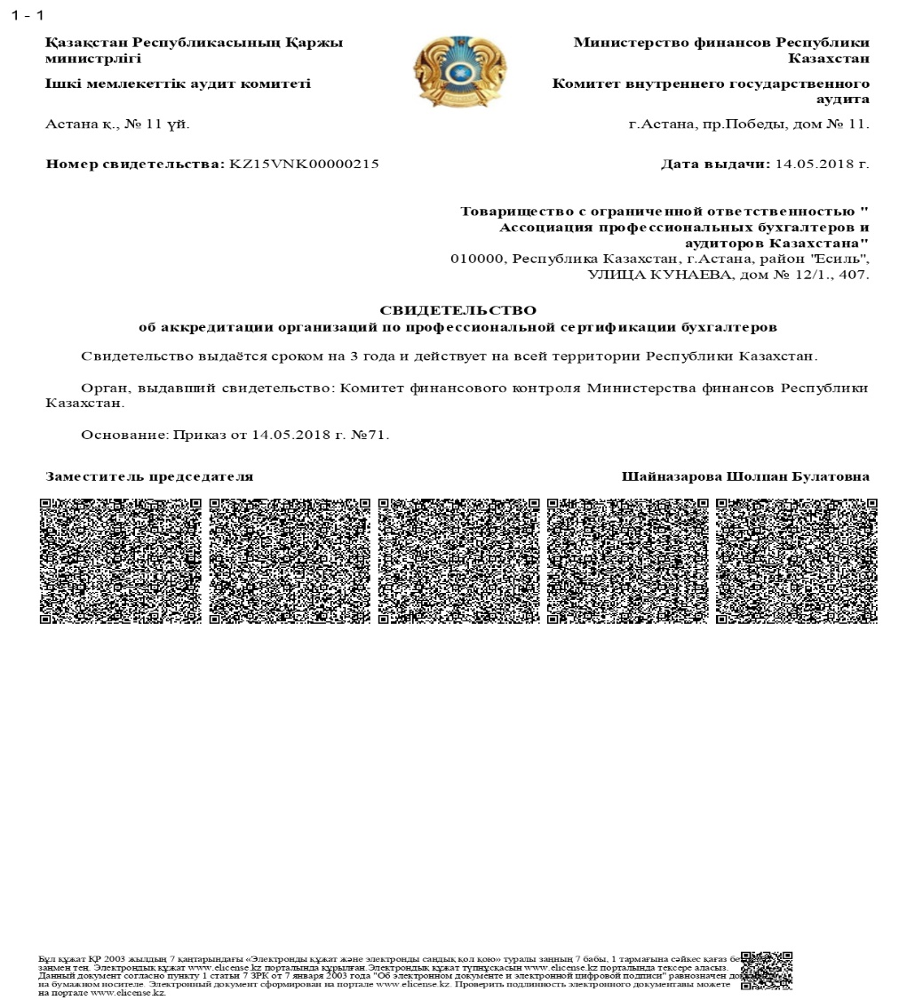 1 - 1
Қазақстан Республикасының Қаржы
министрлігі
Министерство финансов Республики
Казахстан
Ішкі мемлекеттік аудит комитеті
Комитет внутреннего государственного
аудита
Астана қ., № 11 үй.
г.Астана, пр.Победы, дом № 11.
Номер свидетельства: KZ15VNK00000215
Дата выдачи: 14.05.2018 г.
Товарищество с ограниченной ответственностью "
Ассоциация профессиональных бухгалтеров и
аудиторов Казахстана"
010000, Республика Казахстан, г.Астана, район "Есиль",
УЛИЦА КУНАЕВА, дом № 12/1., 407.
СВИДЕТЕЛЬСТВО
об аккредитации организаций по профессиональной сертификации бухгалтеров
Свидетельство выдаётся сроком на 3 года и действует на всей территории Республики Казахстан.
Орган, выдавший свидетельство: Комитет финансового контроля Министерства финансов Республики
Казахстан.
Основание: Приказ от 14.05.2018 г. №71.
Заместитель председателя
Шайназарова Шолпан Булатовна
Бұл құжат ҚР 2003 жылдың 7 қаңтарындағы «Электронды құжат және электронды сандық қол қою» туралы заңның 7 бабы, 1 тармағына сәйкес қағаз
заңмен тең. Электрондық құжат www.elicense.kz порталында құрылған.Электрондық құжат түпнұсқасын www.elicense.kz порталында тексере аласыз.
Данный документ согласно пункту 1 статьи 7 ЗРК от 7 января 2003 года "Об электронном документе и электронной цифровой подписи" равнозначен
на бумажном носителе. Электронный документ сформирован на портале www.elicense.kz. Проверить подлинность электронного документавы можете
на портале www.elicense.kz.